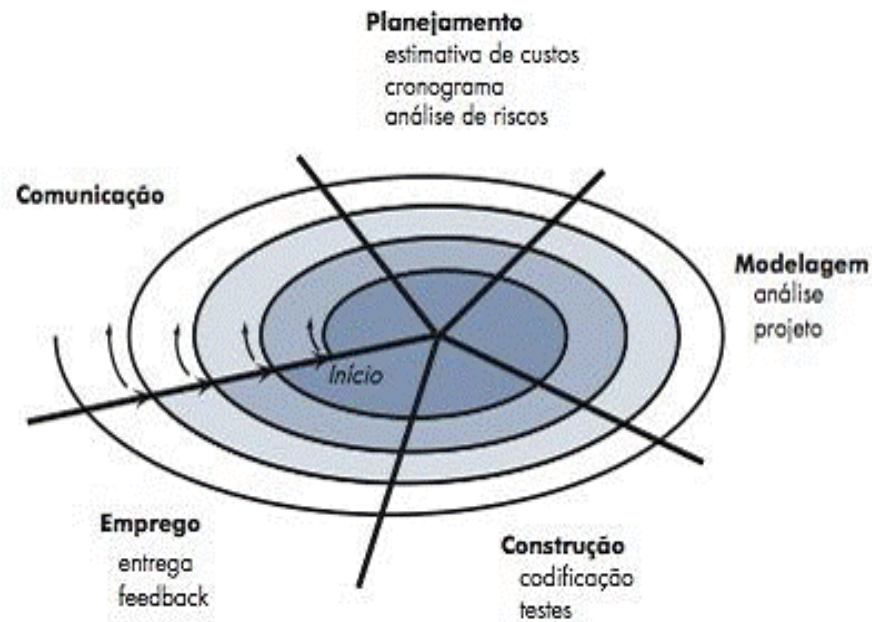 Planejamento
estimativa de custos
cronograma
análise de riscos
Comunicação
Modelagem
análise
projeto
Início
Emprego
entrega
feedback
Construção
codificação
testes